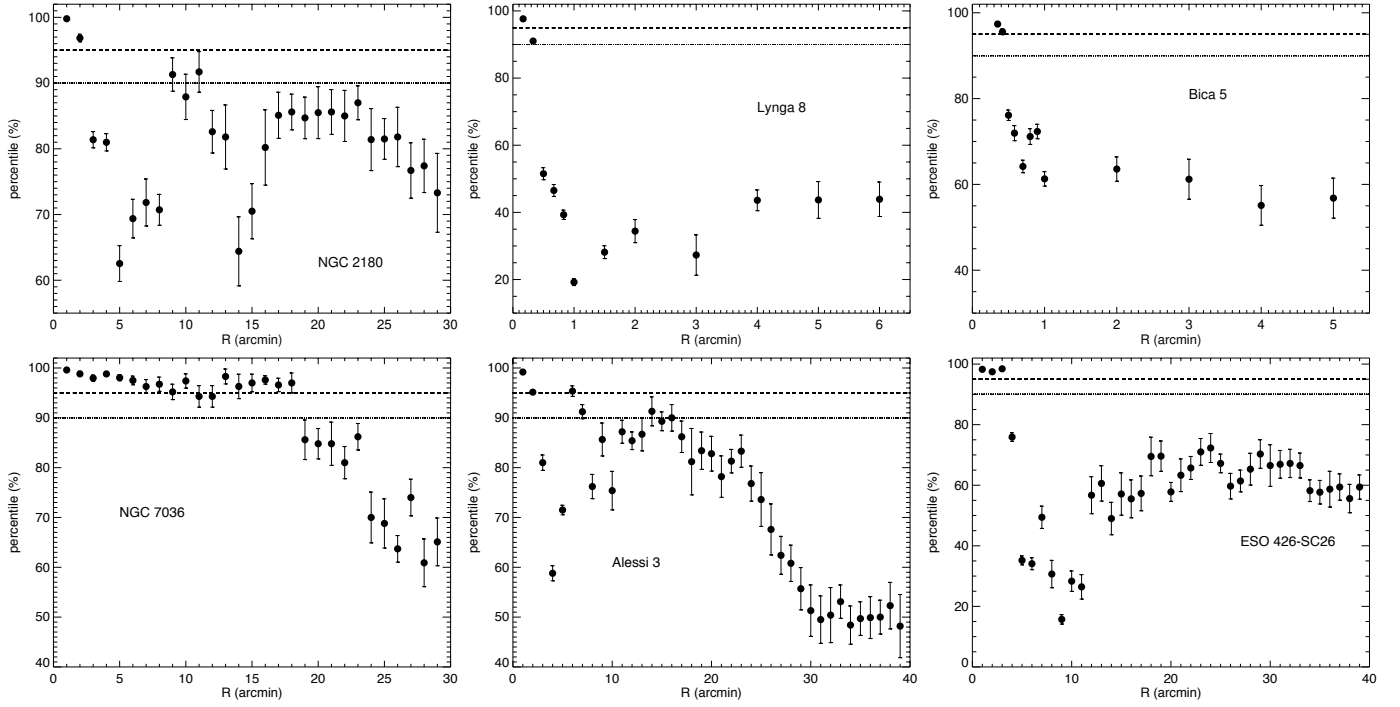 100
90
80
70
60
percentile (%)
NGC 2180
0 5 10 15 20 25 30
R (arcmin)
100
80
60
40
20
percentile (%)
Lynga 8
0 1 2 3 4 5 6
R (arcmin)
100
80
60
40
percentile (%)
Bica 5
0 1 2 3 4 5
R (arcmin)
100
90
80
70
60
50
40
percentile (%)
NGC 7036
0 5 10 15 20 25 30
R (arcmin)
100
90
80
70
60
50
40
percentile (%)
Alessi 3
0 10 20 30 40
R (arcmin)
100
80
60
40
20
0
percentile (%)
ESO 426-SC26
0 10 20 30 40
R (arcmin)